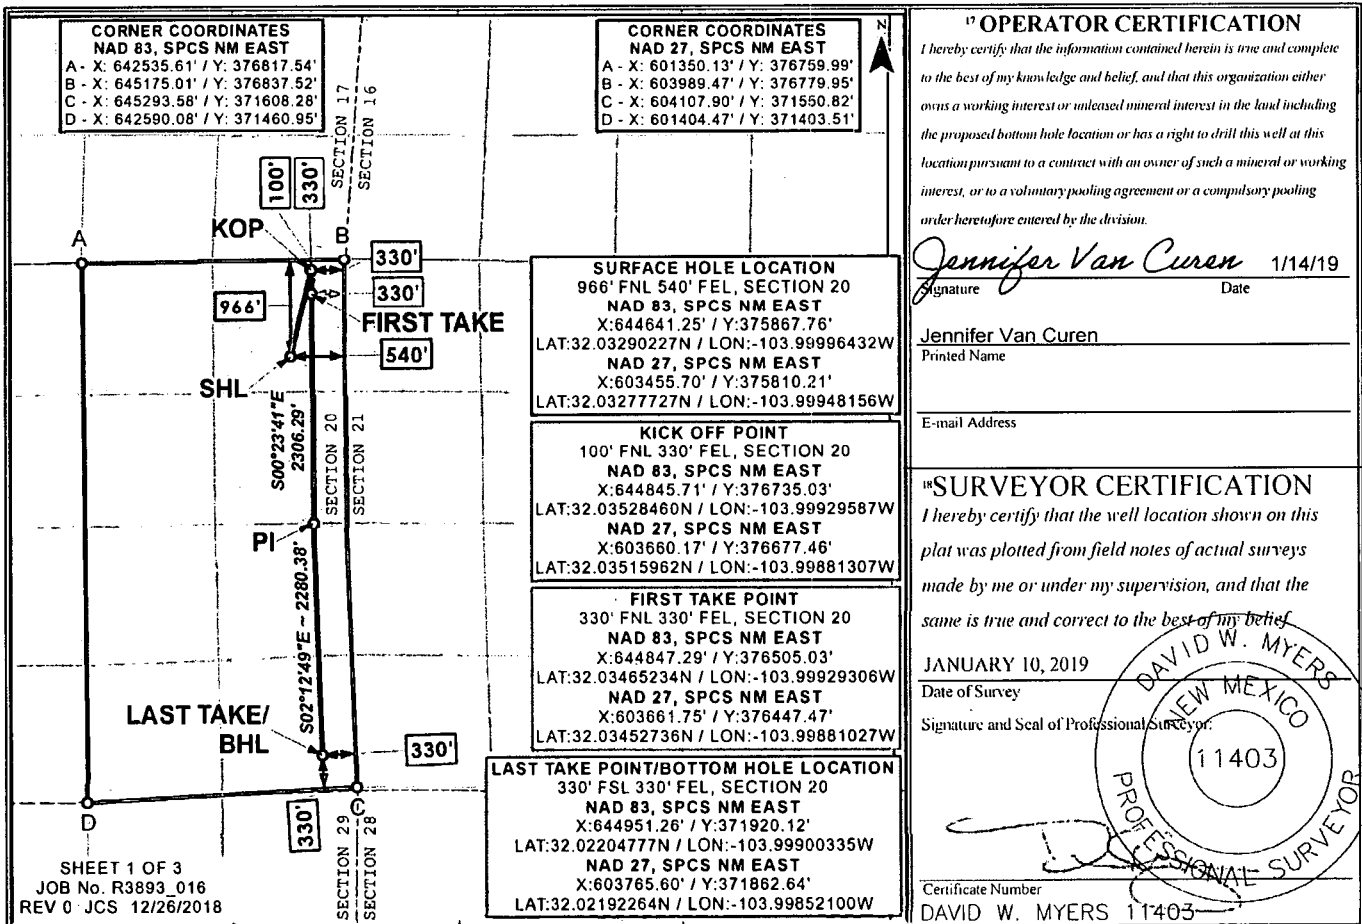 CORNER COORDINATES
NAD 83, SPCS NM EAST
A - X: 642535.61' / Y: 376817.54'
B - X: 645175.01' / Y: 376837.52'
C - X: 645293.58' / Y: 371608.28'
D - X: 642590.08' / Y: 371460.95'
CORNER COORDINATES
NAD 27, SPCS NM EAST
A - X: 601350.13' / Y: 376759.99'
B - X: 603989.47' / Y: 376779.95'
C - X: 604107.90' / Y: 371550.82'
D - X: 601404.47' / Y: 371403.51'
N
SECTION 17
SECTION 16
100'
330'
KOP
A
B
330'
330'
966'
FIRST TAKE
540'
SHL
S00°23'41"E
2306.29'
SECTION 20
SECTION 21
PI
S02°12'49"E ~ 2280.38'
LAST TAKE/
BHL
330'
330'
D
C
SECTION 29
SECTION 28
SHEET 1 OF 3
JOB No. R3893_016
REV 0 JCS 12/26/2018
SURFACE HOLE LOCATION
966' FNL 540' FEL, SECTION 20
NAD 83, SPCS NM EAST
X:644641.25' / Y:375867.76'
LAT:32.03290227N / LON:-103.99996432W
NAD 27, SPCS NM EAST
X:603455.70' / Y:375810.21'
LAT:32.03277727N / LON:-103.99948156W
KICK OFF POINT
100' FNL 330' FEL, SECTION 20
NAD 83, SPCS NM EAST
X:644845.71' / Y:376735.03'
LAT:32.03528460N / LON:-103.99929587W
NAD 27, SPCS NM EAST
X:603660.17' / Y:376677.46'
LAT:32.03515962N / LON:-103.99881307W
FIRST TAKE POINT
330' FNL 330' FEL, SECTION 20
NAD 83, SPCS NM EAST
X:644847.29' / Y:376505.03'
LAT:32.03465234N / LON:-103.99929306W
NAD 27, SPCS NM EAST
X:603661.75' / Y:376447.47'
LAT:32.03452736N / LON:-103.99881027W
LAST TAKE POINT/BOTTOM HOLE LOCATION
330' FSL 330' FEL, SECTION 20
NAD 83, SPCS NM EAST
X:644951.26' / Y:371920.12'
LAT:32.02204777N / LON:-103.99900335W
NAD 27, SPCS NM EAST
X:603765.60' / Y:371862.64'
LAT:32.02192264N / LON:-103.99852100W
17 OPERATOR CERTIFICATION
I hereby certify that the information contained herein is true and complete
to the best of my knowledge and belief, and that this organization either
owns a working interest or unleased mineral interest in the land including
the proposed bottom hole location or has a right to drill this well at this
location pursuant to a contract with an owner of such a mineral or working
interest, or to a voluntary pooling agreement or a compulsory pooling
order heretofore entered by the division.
Jennifer Van Curen 1/14/19
Signature Date
Jennifer Van Curen
Printed Name
E-mail Address
18 SURVEYOR CERTIFICATION
I hereby certify that the well location shown on this
plat was plotted from field notes of actual surveys
made by me or under my supervision, and that the
same is true and correct to the best of my belief.
JANUARY 10, 2019
Date of Survey
Signature and Seal of Professional Surveyor:
DAVID W. MYERS
NEW MEXICO
11403
PROFESSIONAL SURVEYOR
Certificate Number
DAVID W. MYERS 11403